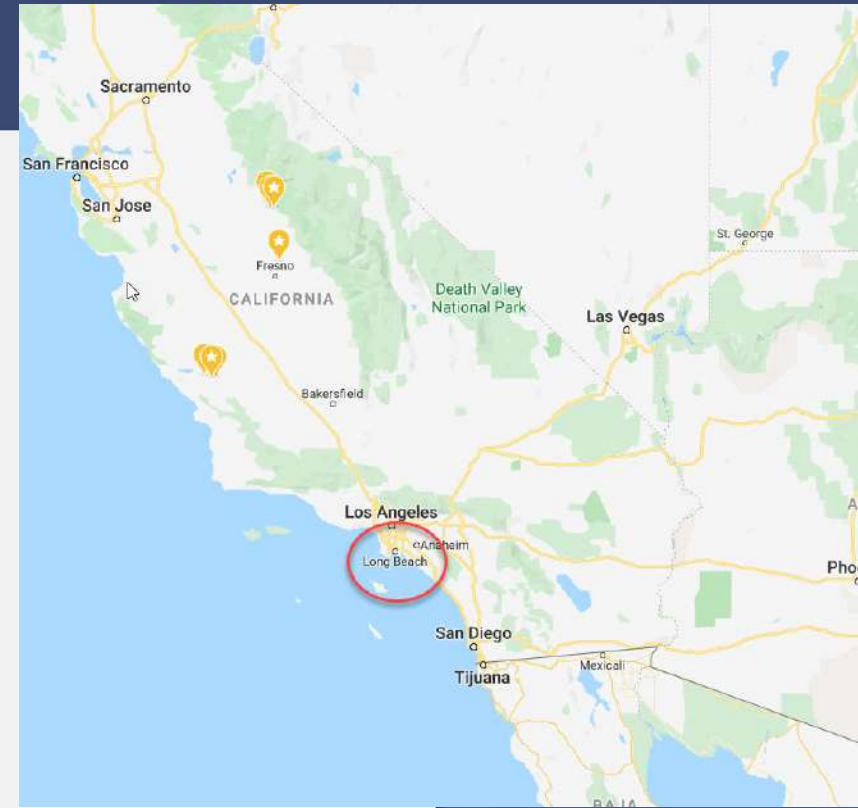 Sacramento
San Francisco
San Jose
St. George
Fresno
Death Valley
National Park
CALIFORNIA
Las Vegas
Bakersfield
Los Angeles
A
Anaheim
Long Beach
Pho
San Diego
Mexicali
Tijuana
BAJA